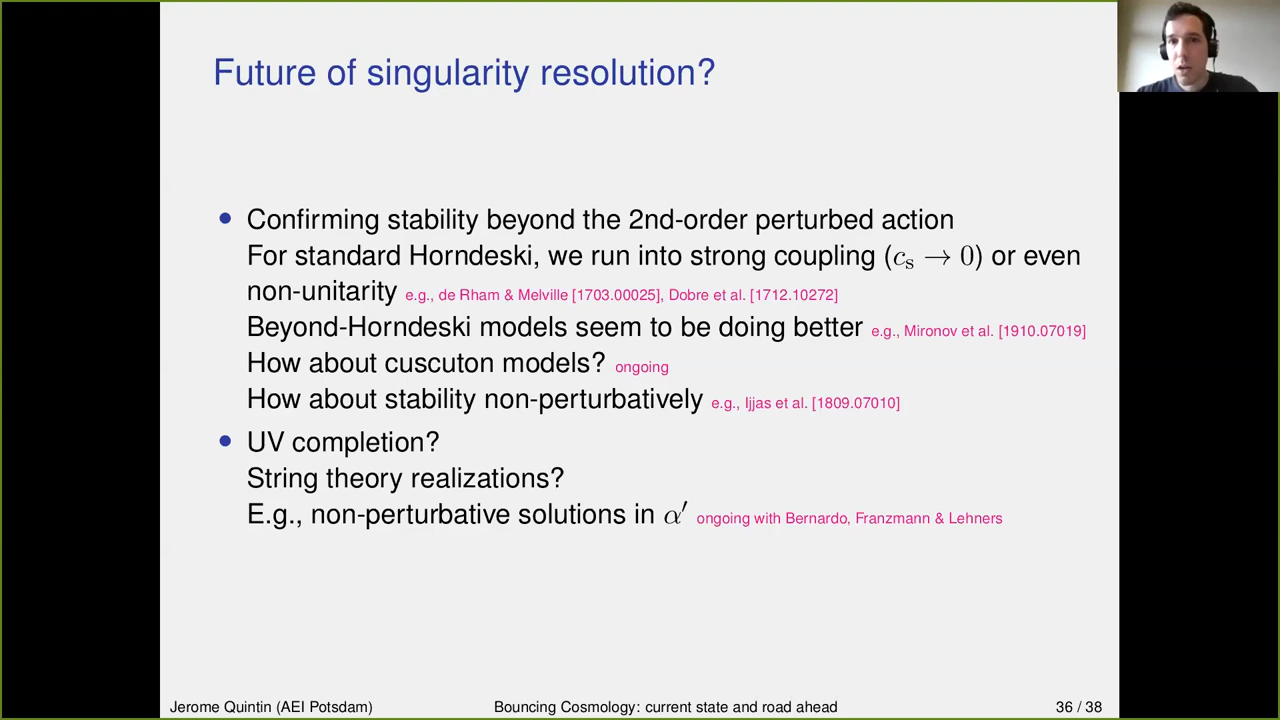 Future of singularity resolution?
• Confirming stability beyond the 2nd-order perturbed action
For standard Horndeski, we run into strong coupling (cₛ → 0) or even
non-unitarity e.g., de Rham & Melville [1703.00025], Dobre et al. [1712.10272]
Beyond-Horndeski models seem to be doing better e.g., Mironov et al. [1910.07019]
How about cuscuton models? ongoing
How about stability non-perturbatively e.g., Ijjas et al. [1809.07010]
• UV completion?
String theory realizations?
E.g., non-perturbative solutions in α′ ongoing with Bernardo, Franzmann & Lehners
Jerome Quintin (AEI Potsdam) Bouncing Cosmology: current state and road ahead 36 / 38